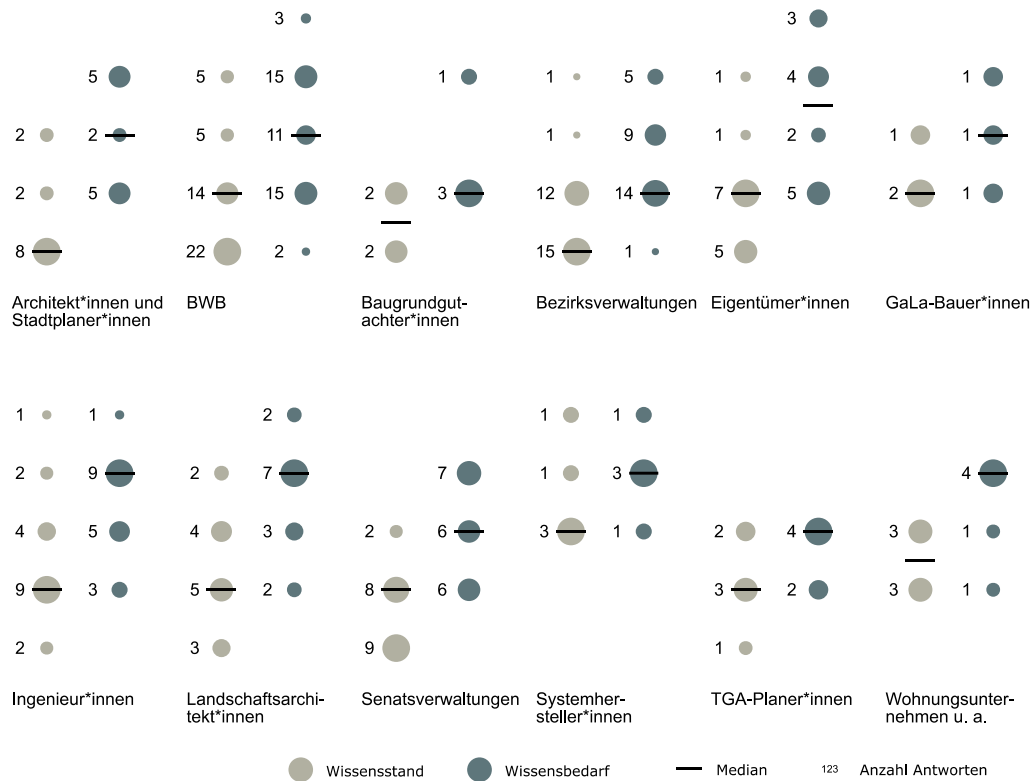 3 3
5 5 15 1 1 5 1 4 1
2 2 5 11 1 9 1 2 1 1
2 5 14 15 2 3 12 14 7 5 2 1
8 22 2 2 15 1 5
Architekt*innen und BWB Baugrundgut- Bezirksverwaltungen Eigentümer*innen GaLa-Bauer*innen
Stadtplaner*innen achter*innen
1 1 2 1 1
2 9 2 7 7 1 3 4
4 5 4 3 2 6 3 1 2 4 3 1
9 3 5 2 8 6 3 2 3 1
2 3 9 1
Ingenieur*innen Landschaftsarchi- Senatsverwaltungen Systemher- TGA-Planer*innen Wohnungsunter-
tekt*innen steller*innen nehmen u. a.
Wissensstand Wissensbedarf Median 123 Anzahl Antworten